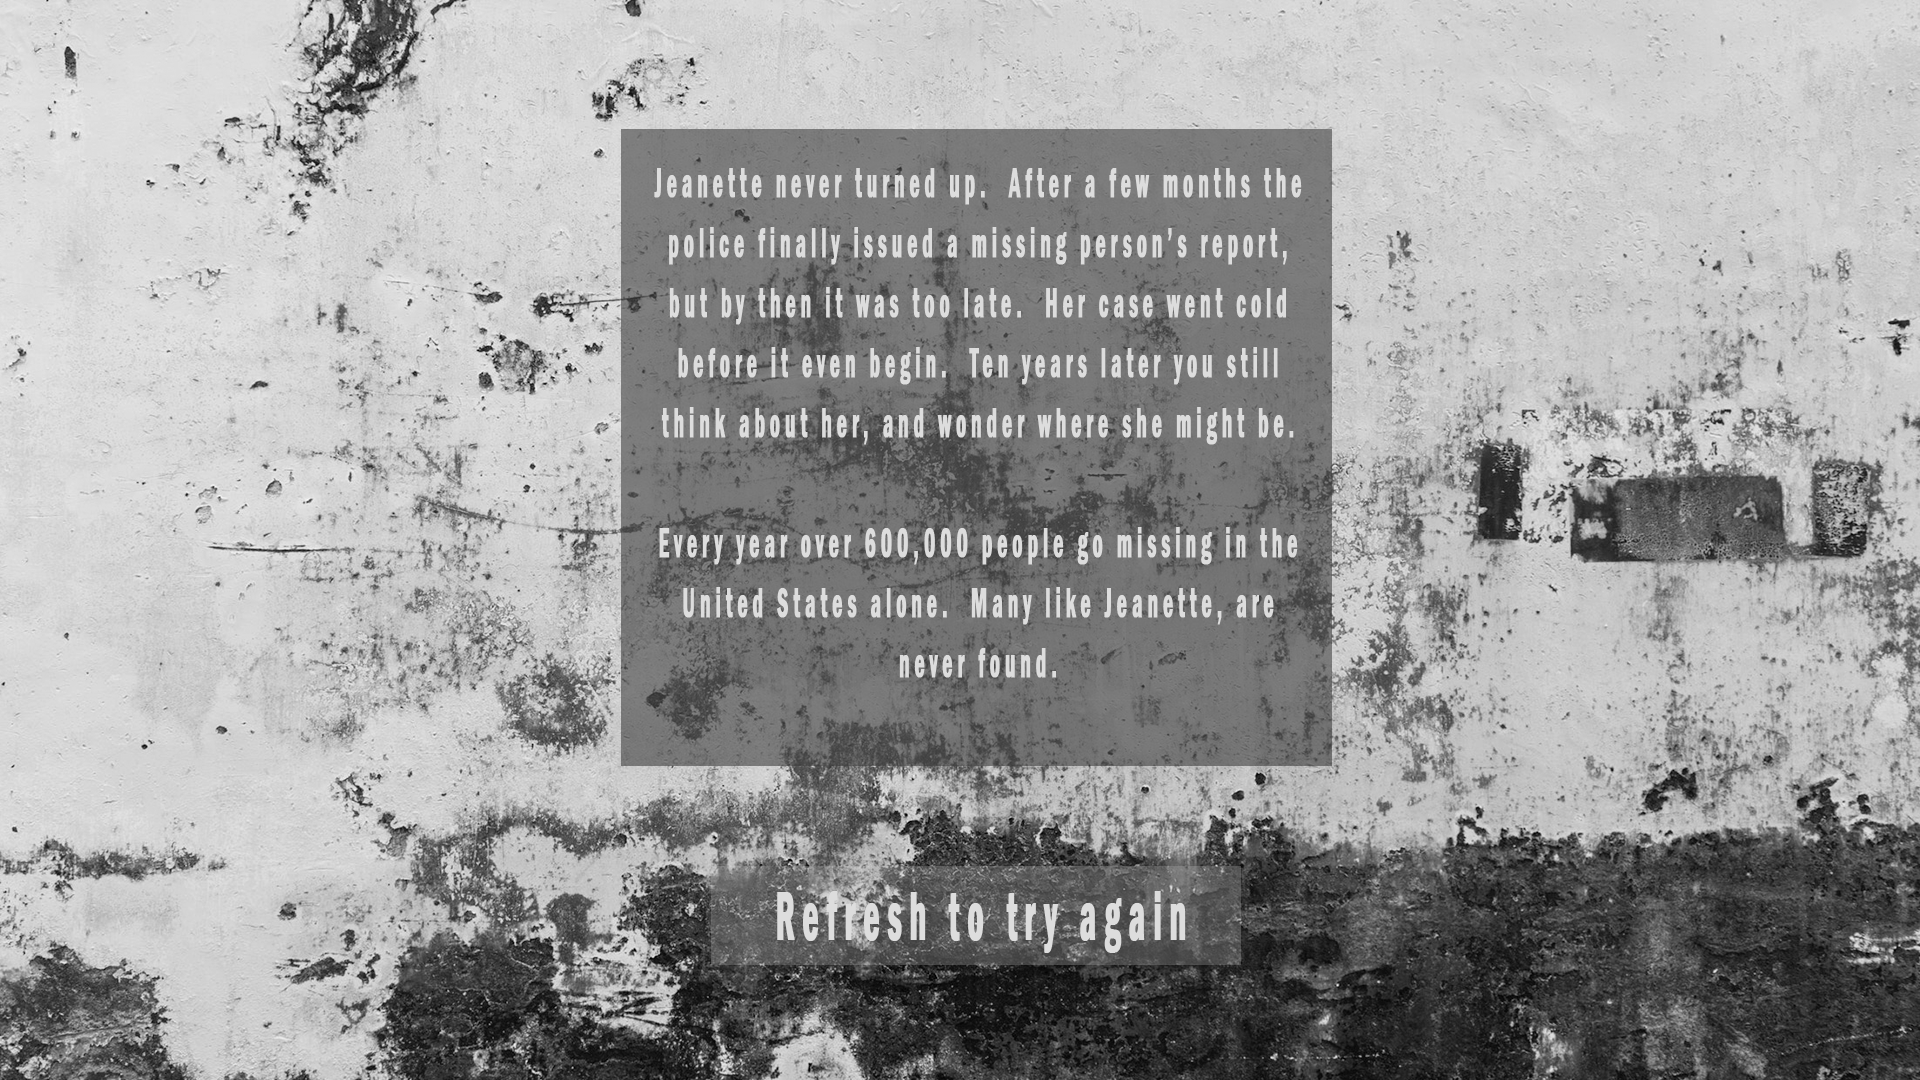 Jeanette never turned up.  After a few months the
police finally issued a missing person’s report,
but by then it was too late.  Her case went cold
before it even begin.  Ten years later you still
think about her, and wonder where she might be.
Every year over 600,000 people go missing in the
United States alone.  Many like Jeanette, are
never found.
Refresh to try again